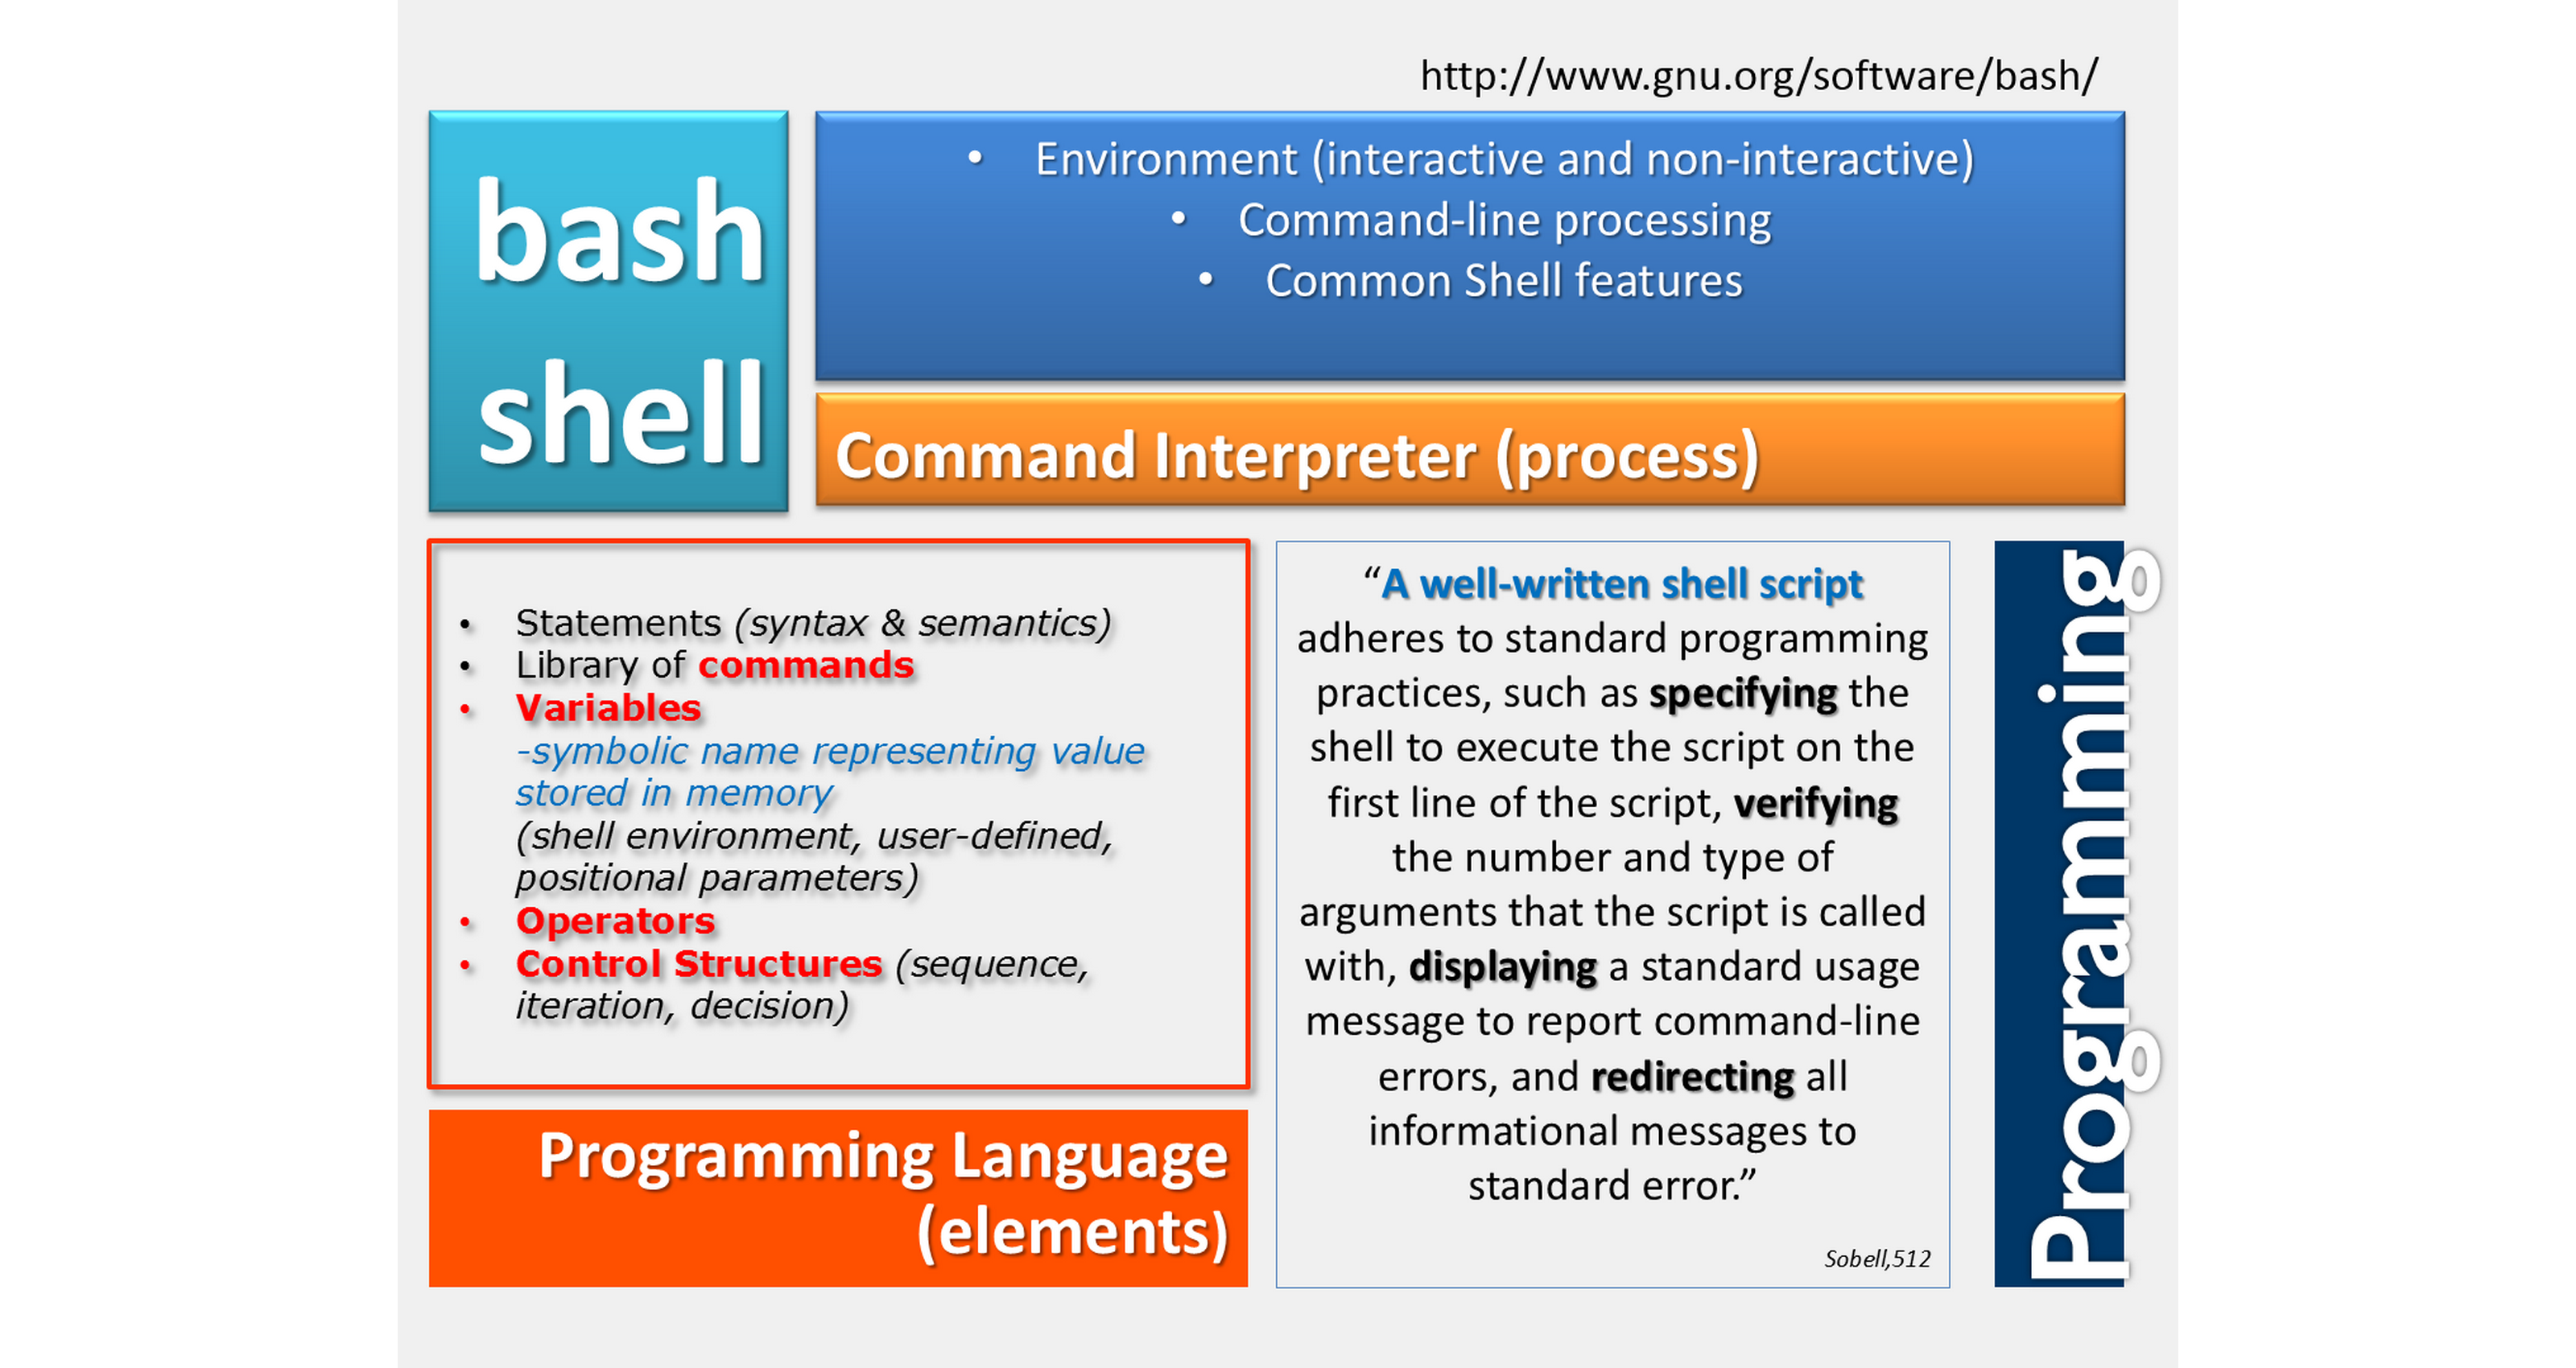 http://www.gnu.org/software/bash/
bash
shell
• Environment (interactive and non-interactive)
• Command-line processing
• Common Shell features
Command Interpreter (process)
• Statements (syntax & semantics)
• Library of commands
• Variables
-symbolic name representing value
stored in memory
(shell environment, user-defined,
positional parameters)
• Operators
• Control Structures (sequence,
iteration, decision)
Programming Language
(elements)
“A well-written shell script
adheres to standard programming
practices, such as specifying the
shell to execute the script on the
first line of the script, verifying
the number and type of
arguments that the script is called
with, displaying a standard usage
message to report command-line
errors, and redirecting all
informational messages to
standard error.”
Sobell,512
Programming